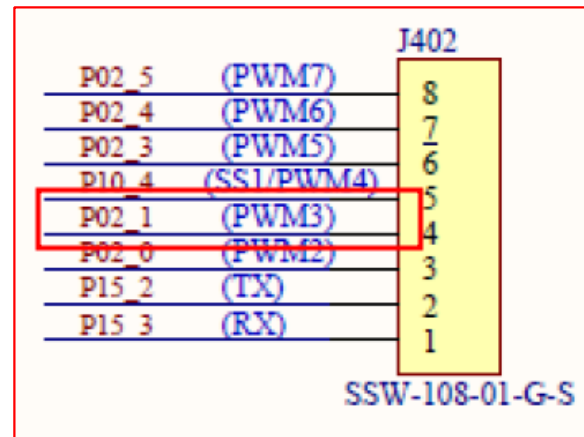 J402
P02_5 (PWM7) 8
P02_4 (PWM6) 7
P02_3 (PWM5) 6
P10_4 (SS1/PWM4) 5
P02_1 (PWM3) 4
P02_0 (PWM2) 3
P15_2 (TX) 2
P15_3 (RX) 1
SSW-108-01-G-S